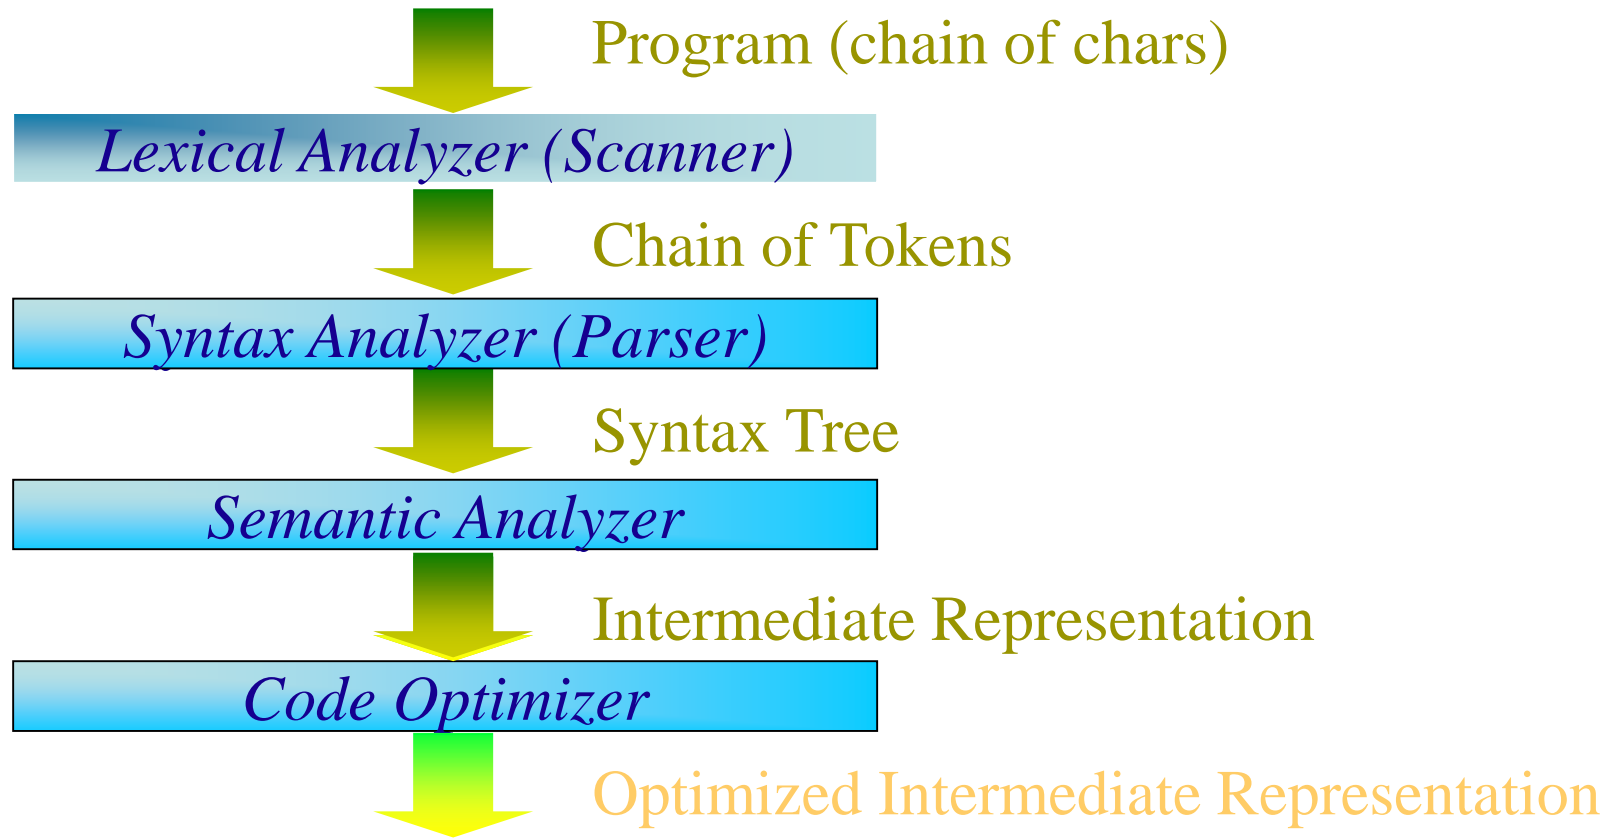 Program (chain of chars)
Lexical Analyzer (Scanner)
Chain of Tokens
Syntax Analyzer (Parser)
Syntax Tree
Semantic Analyzer
Intermediate Representation
Code Optimizer
Optimized Intermediate Representation